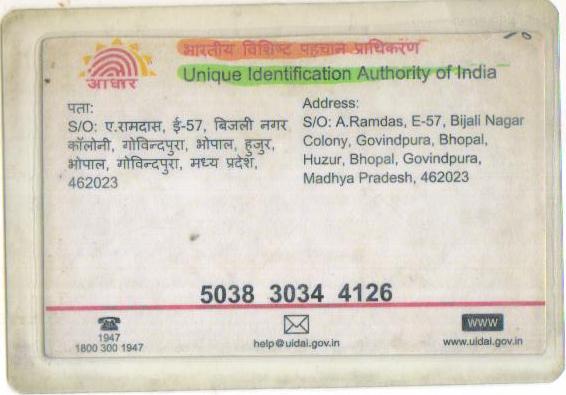 भारतीय विशिष्ट पहचान प्राधिकरण
Unique Identification Authority of India
आधार
पता:
S/O: ए.रामदास, ई-57, बिजली नगर
कॉलोनी, गोविन्दपुरा, भोपाल, हुजुर,
भोपाल, गोविन्दपुरा, मध्य प्रदेश,
462023
Address:
S/O: A.Ramdas, E-57, Bijali Nagar
Colony, Govindpura, Bhopal,
Huzur, Bhopal, Govindpura,
Madhya Pradesh, 462023
5038 3034 4126
1947
1800 300 1947
help@uidai.gov.in
www
www.uidai.gov.in